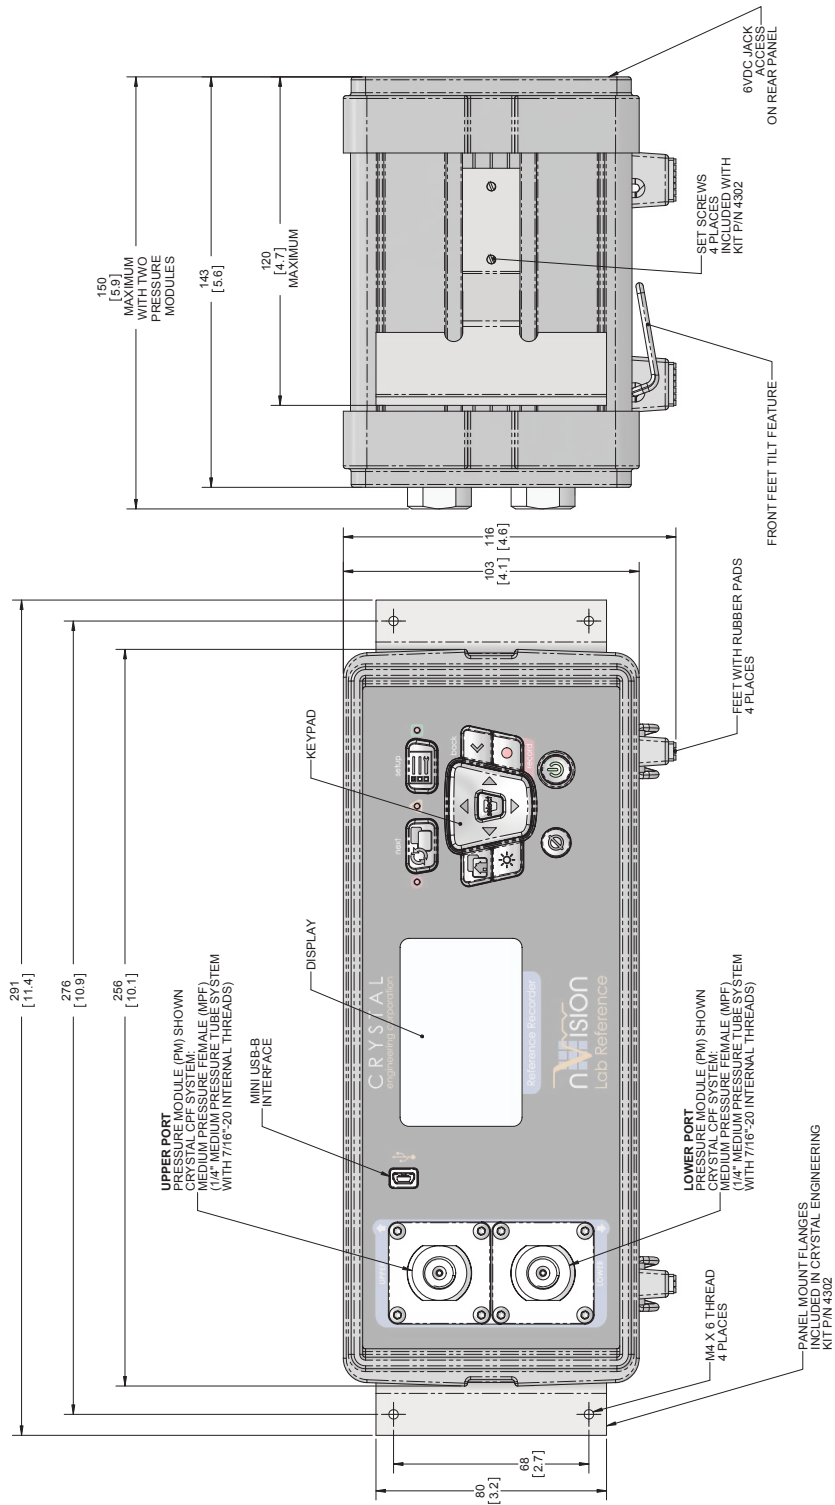 291
[11.4]
276
[10.9]
256
[10.1]
UPPER PORT
PRESSURE MODULE (PM) SHOWN
CRYSTAL CPF SYSTEM:
MEDIUM PRESSURE FEMALE (MPF)
(1/4" MEDIUM PRESSURE TUBE SYSTEM
WITH 7/16"-20 INTERNAL THREADS)
MINI USB-B
INTERFACE
DISPLAY
KEYPAD
103
[4.1]
116
[4.6]
80
[3.2]
68
[2.7]
CRYSTAL
engineering corporation
Reference Recorder
nVision
Lab Reference
next
setup
back
LOWER PORT
PRESSURE MODULE (PM) SHOWN
CRYSTAL CPF SYSTEM:
MEDIUM PRESSURE FEMALE (MPF)
(1/4" MEDIUM PRESSURE TUBE SYSTEM
WITH 7/16"-20 INTERNAL THREADS)
M4 X 6 THREAD
4 PLACES
PANEL MOUNT FLANGES
INCLUDED IN CRYSTAL ENGINEERING
KIT P/N 4302
FEET WITH RUBBER PADS
4 PLACES
150
[5.9]
MAXIMUM
WITH TWO
PRESSURE
MODULES
143
[5.6]
120
[4.7]
MAXIMUM
FRONT FEET TILT FEATURE
SET SCREWS
4 PLACES
INCLUDED WITH
KIT P/N 4302
6VDC JACK
ACCESS
ON REAR PANEL